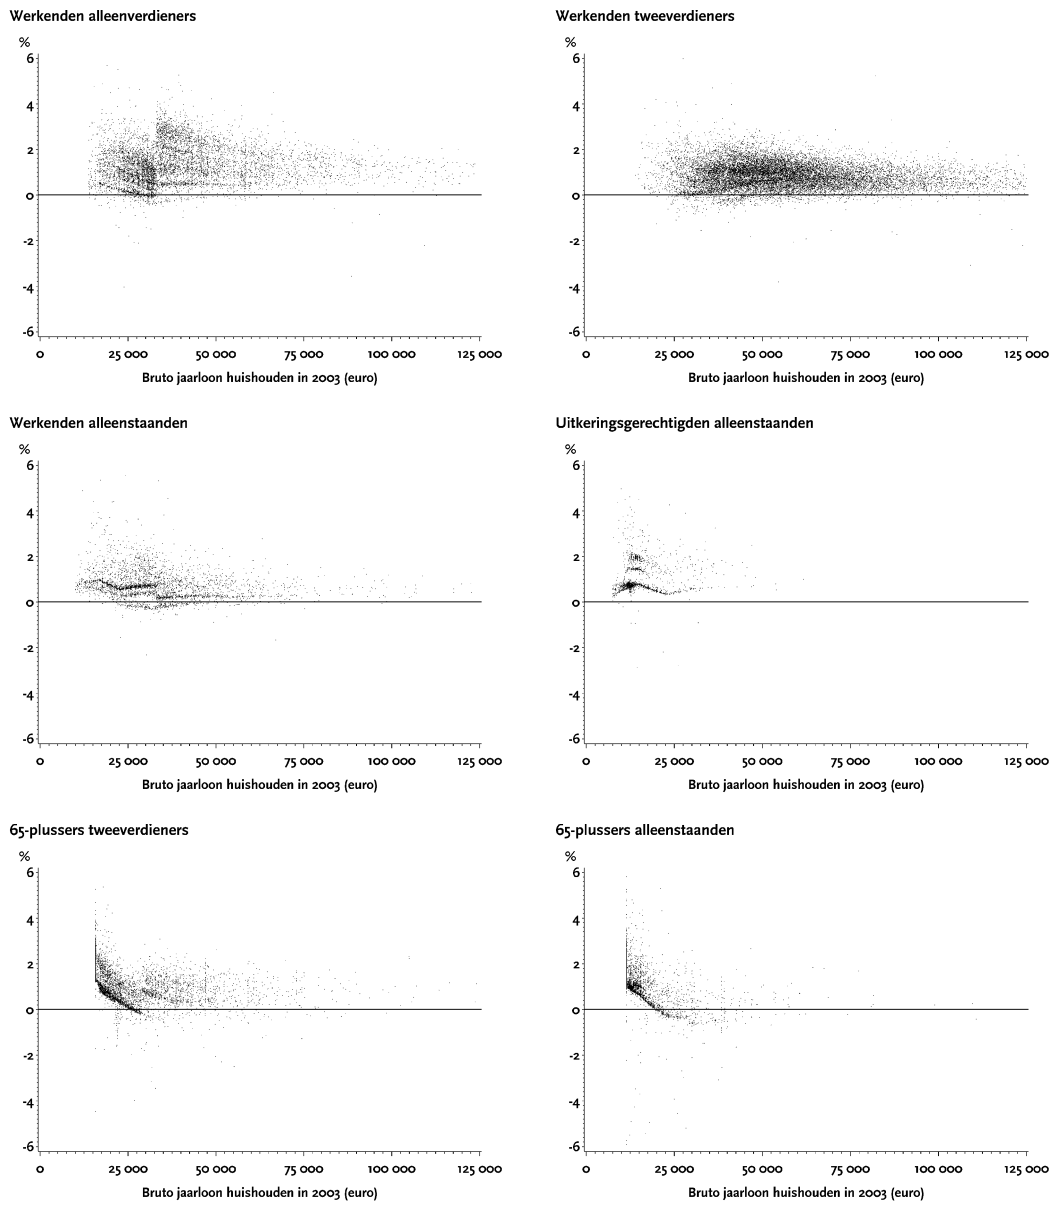 Werkenden alleenverdieners
%
6
4
2
0
-2
-4
-6
0 25 000 50 000 75 000 100 000 125 000
Bruto jaarloon huishouden in 2003 (euro)
Werkenden tweeverdieners
%
6
4
2
0
-2
-4
-6
0 25 000 50 000 75 000 100 000 125 000
Bruto jaarloon huishouden in 2003 (euro)
Werkenden alleenstaanden
%
6
4
2
0
-2
-4
-6
0 25 000 50 000 75 000 100 000 125 000
Bruto jaarloon huishouden in 2003 (euro)
Uitkeringsgerechtigden alleenstaanden
%
6
4
2
0
-2
-4
-6
0 25 000 50 000 75 000 100 000 125 000
Bruto jaarloon huishouden in 2003 (euro)
65-plussers tweeverdieners
%
6
4
2
0
-2
-4
-6
0 25 000 50 000 75 000 100 000 125 000
Bruto jaarloon huishouden in 2003 (euro)
65-plussers alleenstaanden
%
6
4
2
0
-2
-4
-6
0 25 000 50 000 75 000 100 000 125 000
Bruto jaarloon huishouden in 2003 (euro)